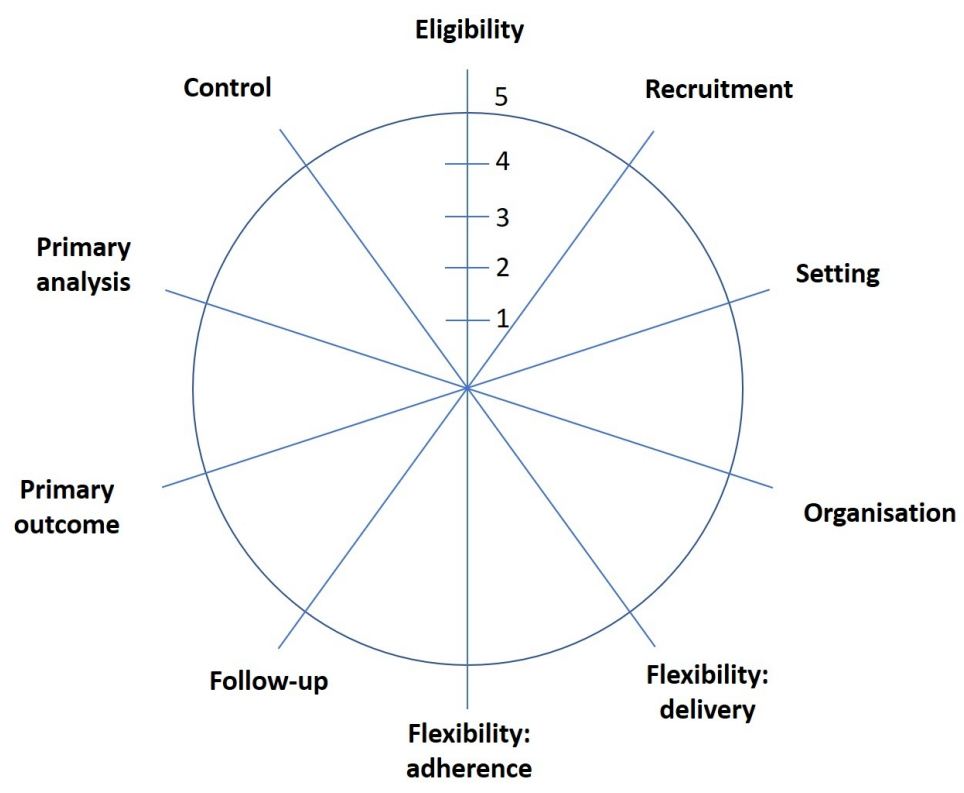 Eligibility
Control
Recruitment
5
4
3
2
1
Primary
analysis
Setting
Primary
outcome
Organisation
Follow-up
Flexibility:
delivery
Flexibility:
adherence